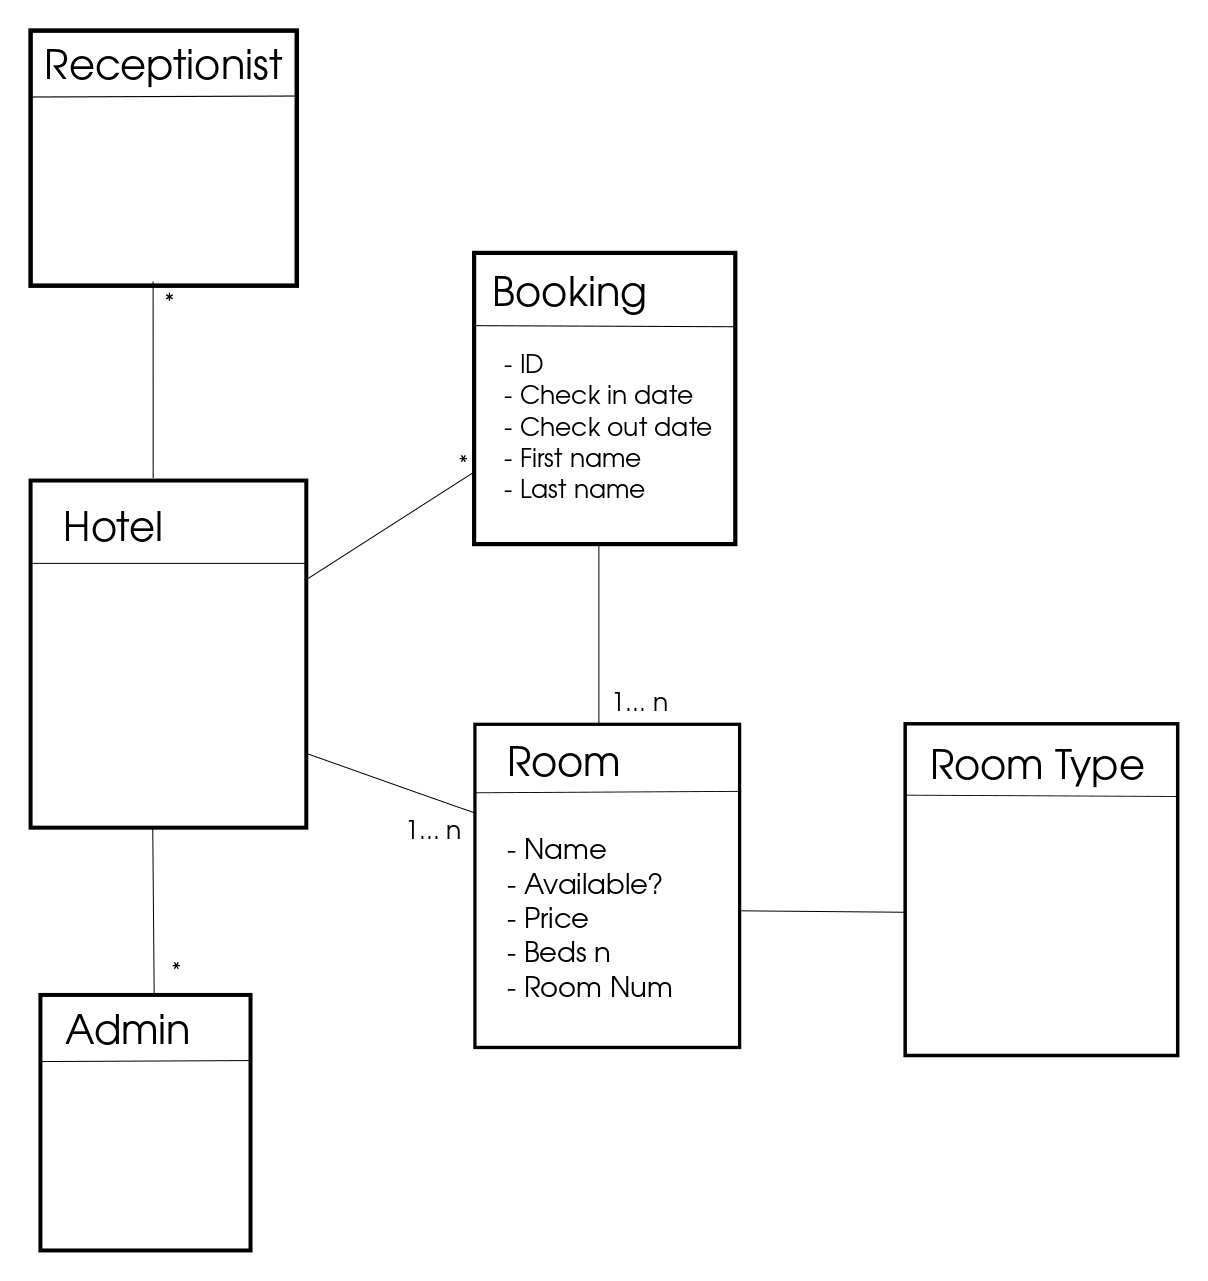 Receptionist
*
Booking
- ID
- Check in date
- Check out date
- First name
- Last name
*
Hotel
1... n
Room
- Name
- Available?
- Price
- Beds n
- Room Num
1... n
Room Type
*
Admin